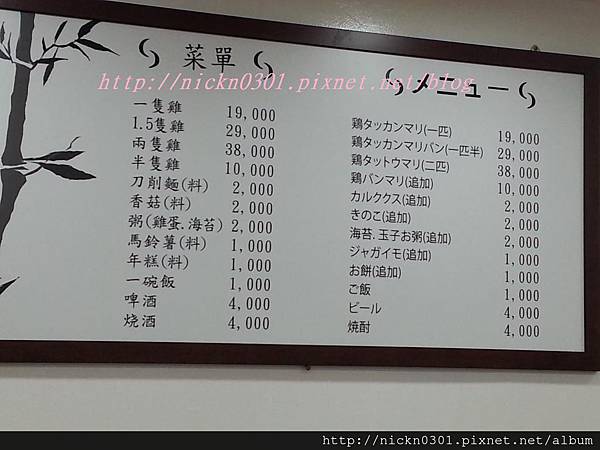 菜單
一隻雞 19,000
1.5隻雞 29,000
兩隻雞 38,000
半隻雞 10,000
刀削麵(料) 2,000
香菇(料) 2,000
粥(雞蛋.海苔) 2,000
馬鈴薯(料) 1,000
年糕(料) 1,000
一碗飯 1,000
啤酒 4,000
烧酒 4,000
メニュー
鶏タッカンマリ(一匹) 19,000
鶏タッカンマリバン(一匹半) 29,000
鶏タットウマリ(二匹) 38,000
鶏バンマリ(追加) 10,000
カルククス(追加) 2,000
きのこ(追加) 2,000
海苔.玉子お粥(追加) 2,000
ジャガイモ(追加) 1,000
お餅(追加) 1,000
ご飯 1,000
ビール 4,000
焼酎 4,000
http://nickn0301.pixnet.net/blog
http://nickn0301.pixnet.net/album